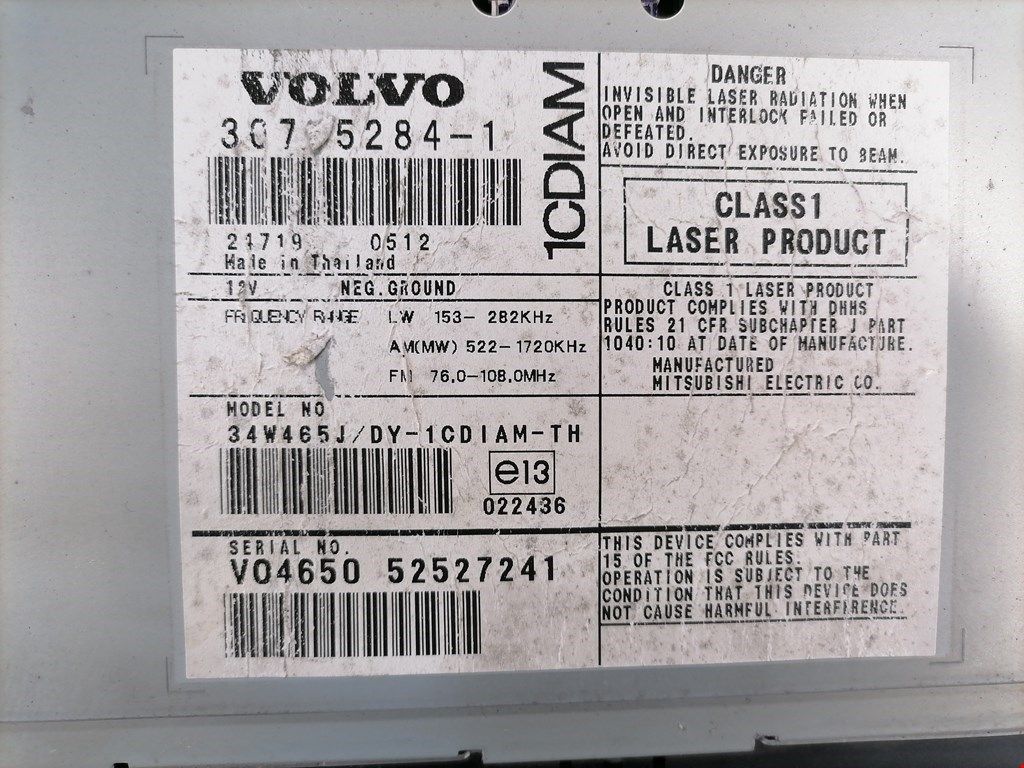 VOLVO
307 5284-1
0512
Made in Thailand
12V NEG.GROUND
FREQUENCY RANGE LW 153- 282KHz
AM(MW) 522-1720KHz
FM 76.0-108.0MHz
MODEL NO
34W465J/DY-1CDIAM-TH
e13
022436
SERIAL NO.
VO4650 52527241
1CDIAM
DANGER
INVISIBLE LASER RADIATION WHEN
OPEN AND INTERLOCK FAILED OR
DEFEATED.
AVOID DIRECT EXPOSURE TO BEAM.
CLASS1
LASER PRODUCT
CLASS 1 LASER PRODUCT
PRODUCT COMPLIES WITH DHHS
RULES 21 CFR SUBCHAPTER J PART
1040:10 AT DATE OF MANUFACTURE.
MANUFACTURED
MITSUBISHI ELECTRIC CO.
THIS DEVICE COMPLIES WITH PART
15 OF THE FCC RULES.
OPERATION IS SUBJECT TO THE
CONDITION THAT THIS DEVICE DOES
NOT CAUSE HARMFUL INTERFERENCE.